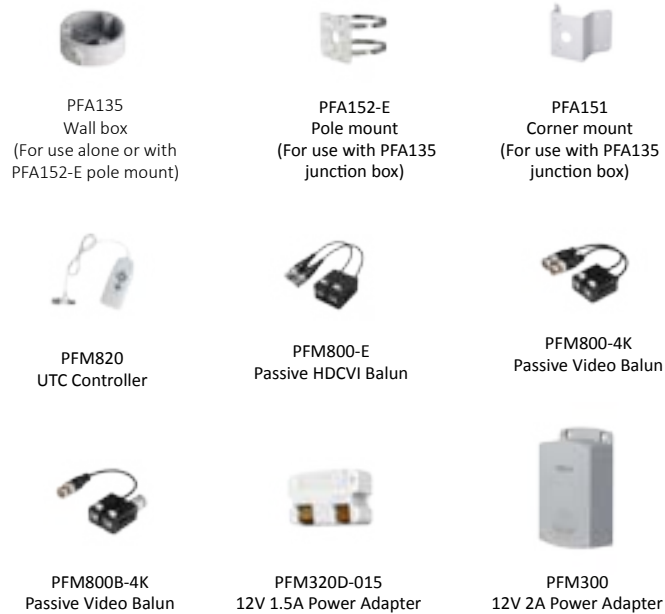 PFA135
Wall box
(For use alone or with
PFA152-E pole mount)
PFA152-E
Pole mount
(For use with PFA135
junction box)
PFA151
Corner mount
(For use with PFA135
junction box)
PFM820
UTC Controller
PFM800-E
Passive HDCVI Balun
PFM800-4K
Passive Video Balun
PFM800B-4K
Passive Video Balun
PFM320D-015
12V 1.5A Power Adapter
PFM300
12V 2A Power Adapter